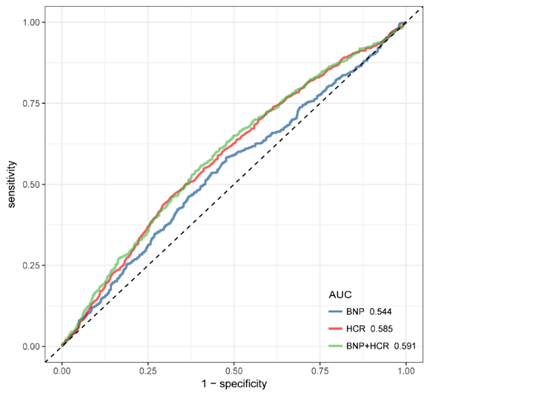 1.00
0.75
0.50
0.25
0.00
sensitivity
AUC
BNP 0.544
HCR 0.585
BNP+HCR 0.591
0.00 0.25 0.50 0.75 1.00
1 − specificity